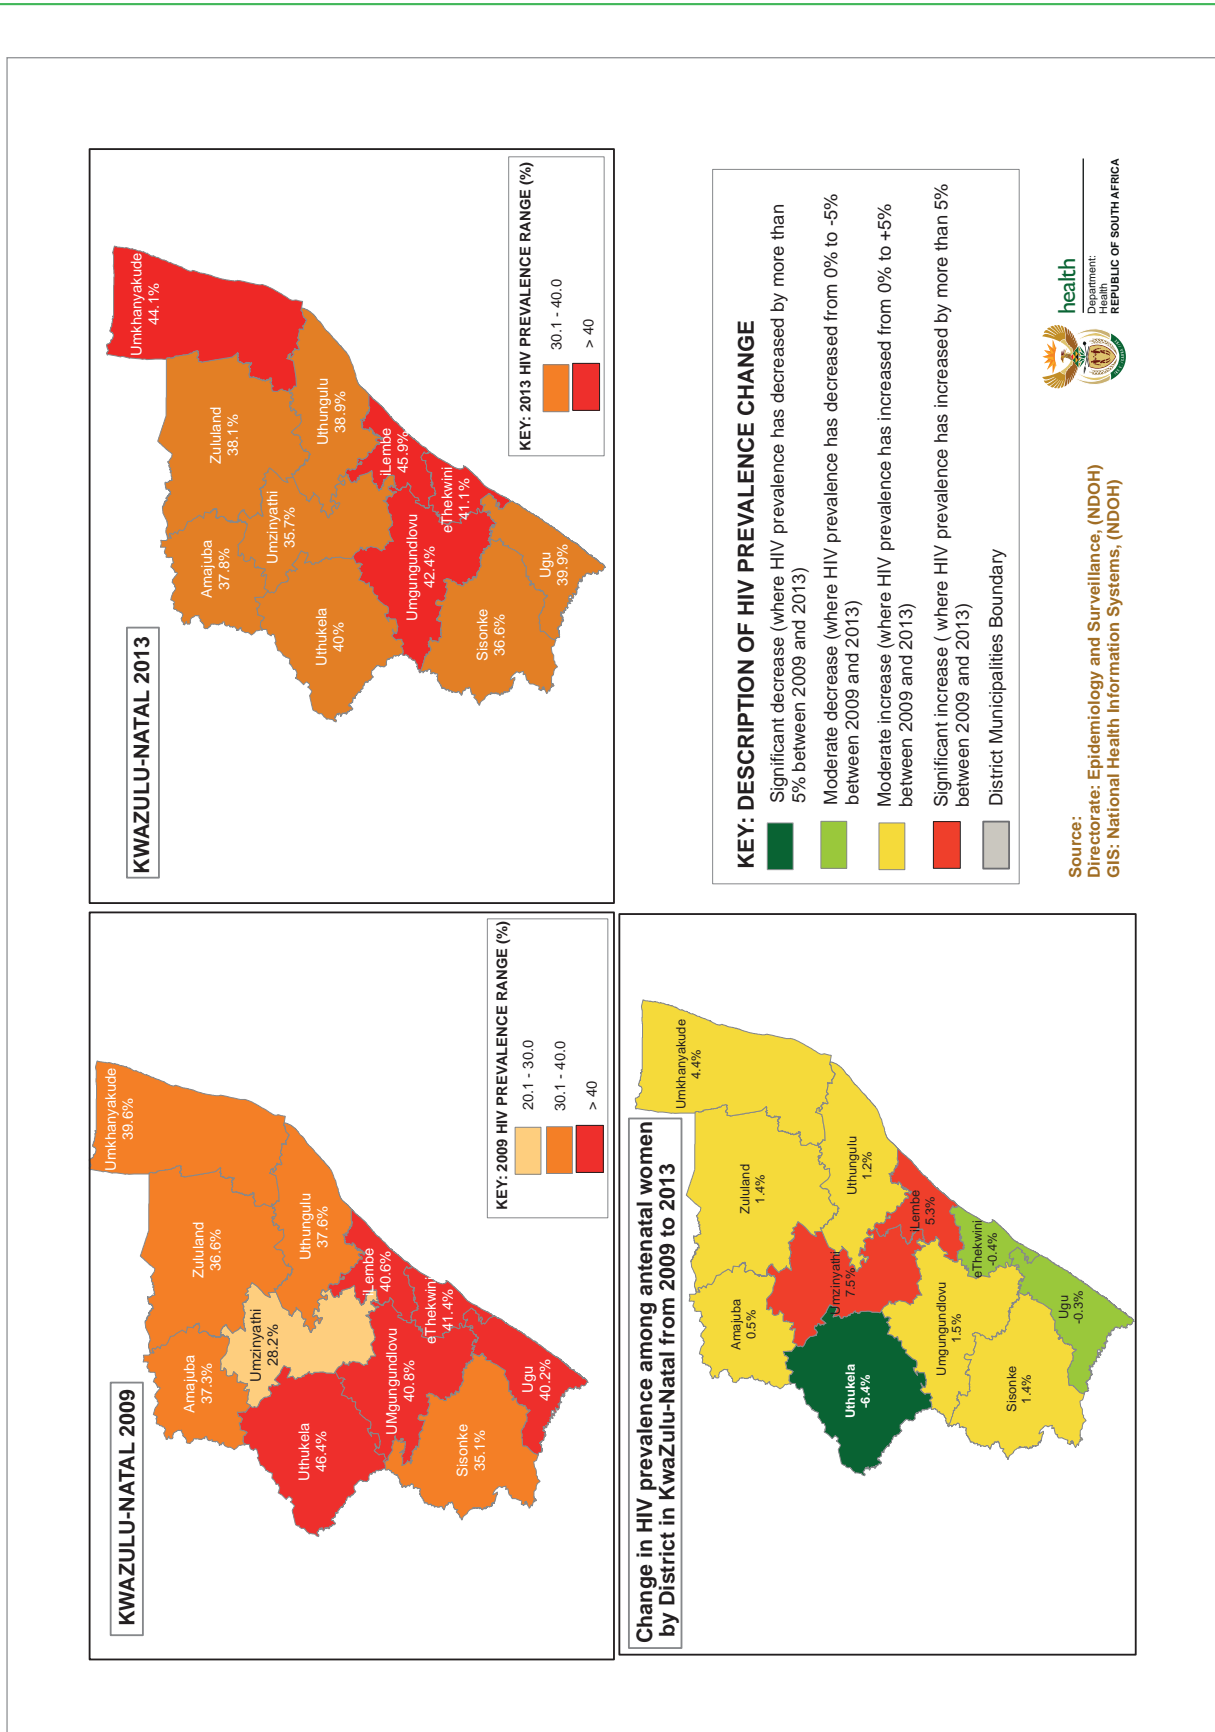 KWAZULU-NATAL 2009
Umkhanyakude
39.6%
Zululand
36.6%
Amajuba
37.3%
Umzinyathi
28.2%
Uthungulu
37.6%
Uthukela
46.4%
iLembe
40.6%
UMgungundlovu
40.8%
eThekwini
41.4%
Sisonke
35.1%
Ugu
40.2%
KEY: 2009 HIV PREVALENCE RANGE (%)
20.1 - 30.0
30.1 - 40.0
> 40
KWAZULU-NATAL 2013
Umkhanyakude
44.1%
Zululand
38.1%
Amajuba
37.8%
Umzinyathi
35.7%
Uthungulu
38.9%
Uthukela
40%
iLembe
45.9%
Umgungundlovu
42.4%
eThekwini
41.1%
Sisonke
36.6%
Ugu
39.9%
KEY: 2013 HIV PREVALENCE RANGE (%)
30.1 - 40.0
> 40
Change in HIV prevalence among antenatal women
by District in KwaZulu-Natal from 2009 to 2013
Umkhanyakude
4.4%
Zululand
1.4%
Amajuba
0.5%
Uthungulu
1.2%
Umzinyathi
7.5%
Uthukela
-6.4%
iLembe
5.3%
eThekwini
-0.4%
Umgungundlovu
1.5%
Sisonke
1.4%
Ugu
-0.3%
KEY: DESCRIPTION OF HIV PREVALENCE CHANGE
Significant decrease (where HIV prevalence has decreased by more than
5% between 2009 and 2013)
Moderate decrease (where HIV prevalence has decreased from 0% to -5%
between 2009 and 2013)
Moderate increase (where HIV prevalence has increased from 0% to +5%
between 2009 and 2013)
Significant increase ( where HIV prevalence has increased by more than 5%
between 2009 and 2013)
District Municipalities Boundary
Source:
Directorate: Epidemiology and Surveillance, (NDOH)
GIS: National Health Information Systems, (NDOH)
health
Department:
Health
REPUBLIC OF SOUTH AFRICA